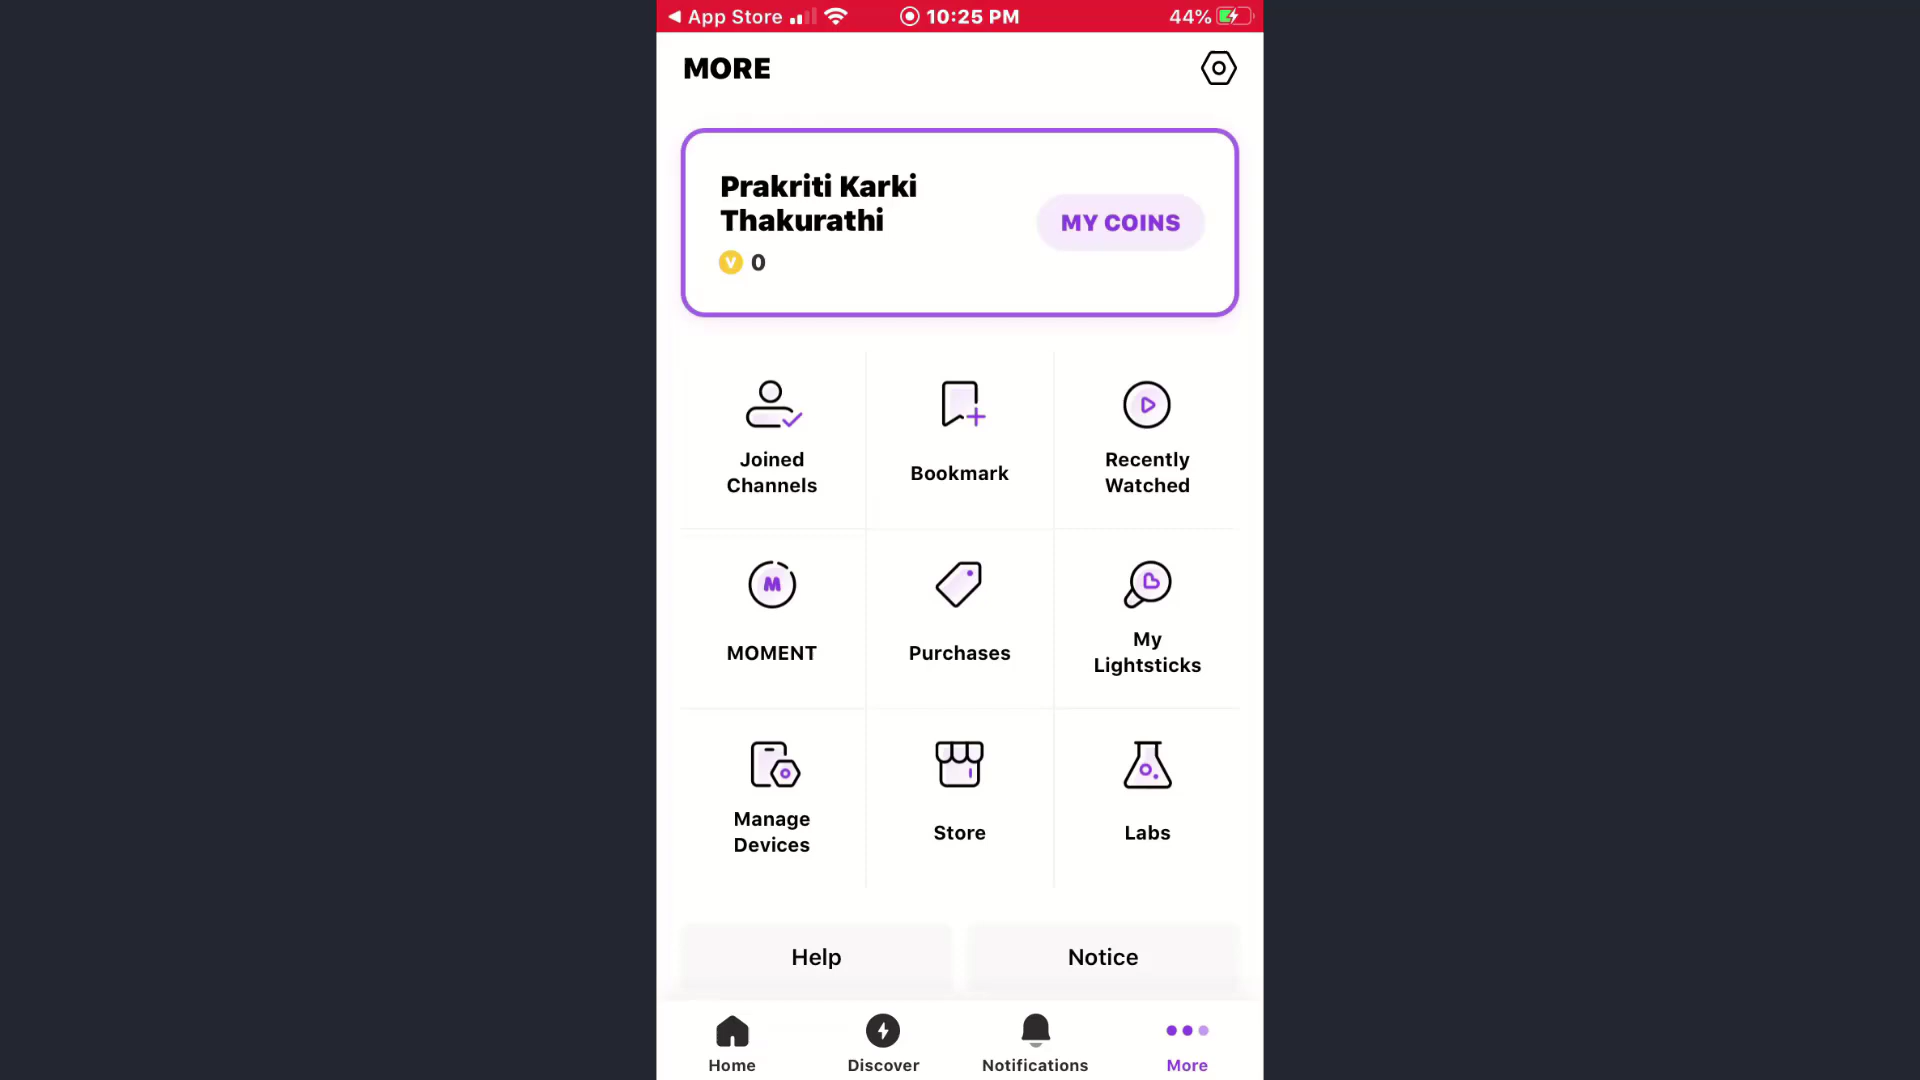 App Store 10:25 PM 44%
MORE
Prakriti Karki
Thakurathi
MY COINS
V 0
Joined
Channels
Bookmark
Recently
Watched
M
MOMENT
Purchases
My
Lightsticks
Manage
Devices
Store
Labs
Help
Notice
Home
Discover
Notifications
More